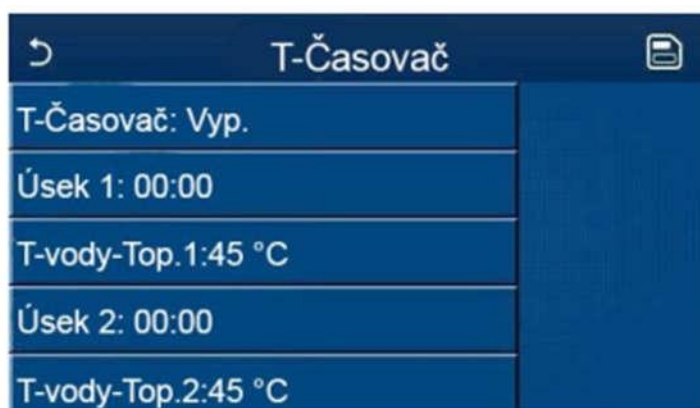 T-Časovač
T-Časovač: Vyp.
Úsek 1: 00:00
T-vody-Top.1:45 °C
Úsek 2: 00:00
T-vody-Top.2:45 °C